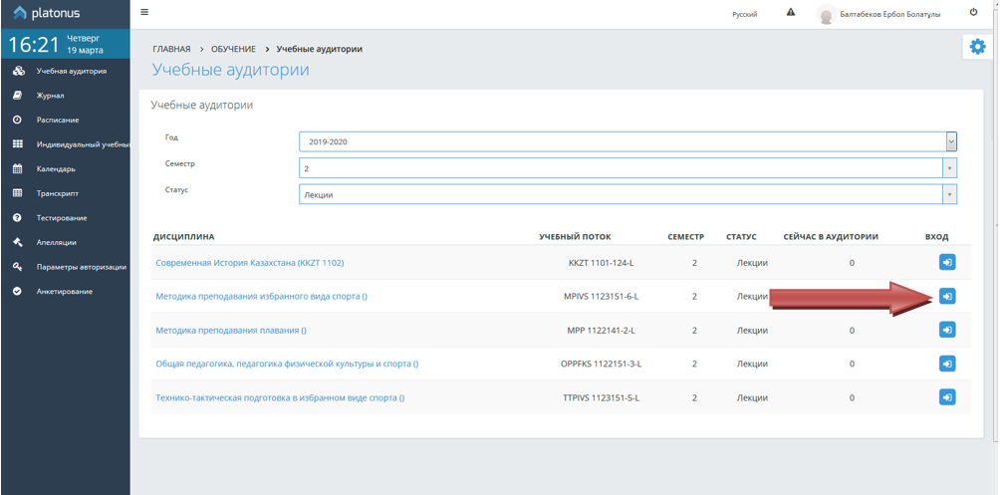 platonus
Русский
Балтабеков Ербол Болатұлы
16:21
Четверг
19 марта
Учебная аудитория
Журнал
Расписание
Индивидуальный учебны
Календарь
Транскрипт
Тестирование
Апелляции
Параметры авторизации
Анкетирование
ГЛАВНАЯ > ОБУЧЕНИЕ > Учебные аудитории
Учебные аудитории
Учебные аудитории
Год 2019-2020
Семестр 2
Статус Лекции
ДИСЦИПЛИНА УЧЕБНЫЙ ПОТОК СЕМЕСТР СТАТУС СЕЙЧАС В АУДИТОРИИ ВХОД
Современная История Казахстана (KKZT 1102) KKZT 1101-124-L 2 Лекции 0
Методика преподавания избранного вида спорта () MPIVS 1123151-6-L 2 Лекции
Методика преподавания плавания () MPP 1122141-2-L 2 Лекции 0
Общая педагогика, педагогика физической культуры и спорта () OPPFKS 1122151-3-L 2 Лекции 0
Технико-тактическая подготовка в избранном виде спорта () TTPIVS 1123151-5-L 2 Лекции 0